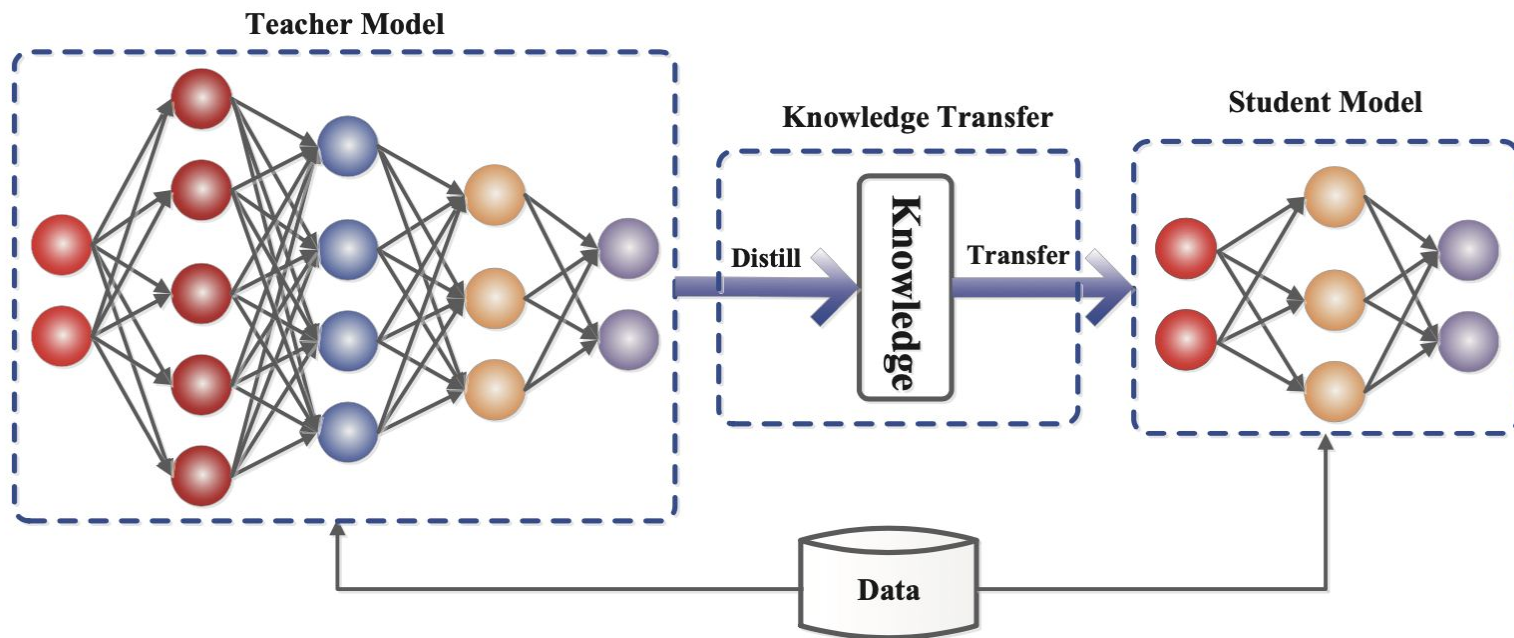 Teacher Model
Knowledge Transfer
Student Model
Distill
Knowledge
Transfer
Data